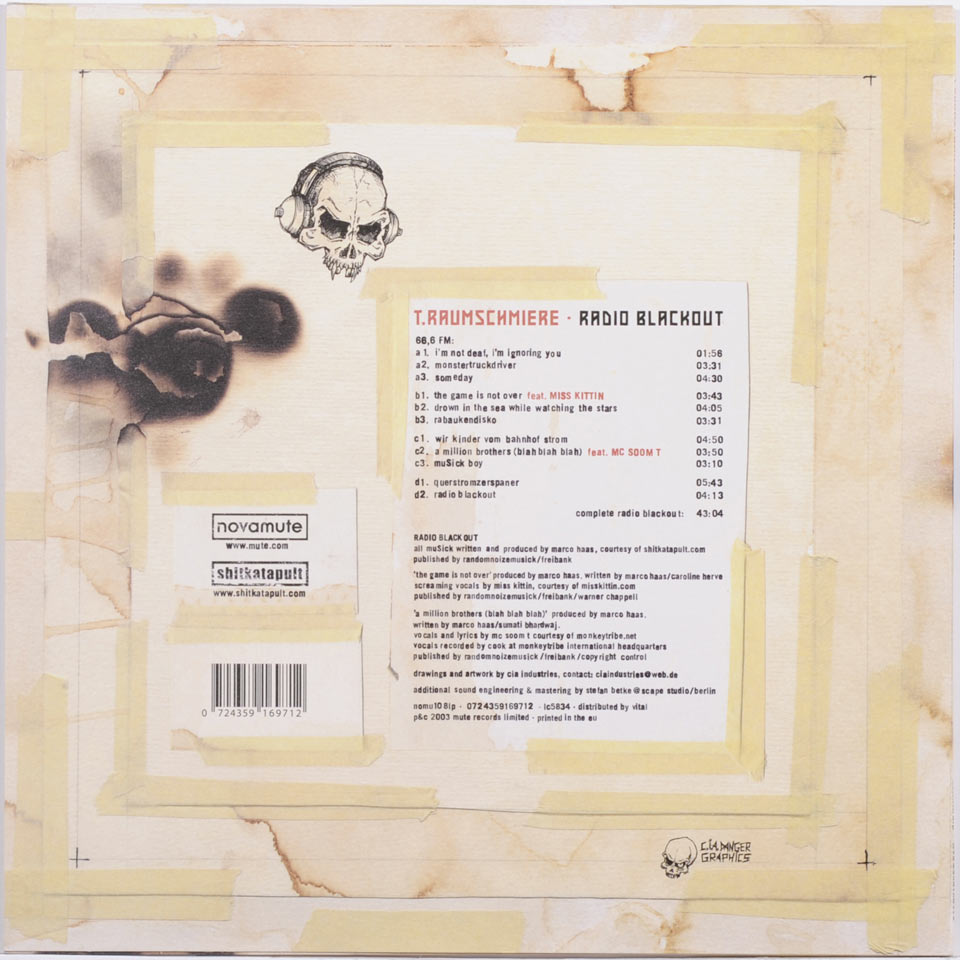 T.RAUMSCHMIERE · RADIO BLACKOUT
66,6 FM:
a1. i'm not deaf, i'm ignoring you 01:56
a2. monstertruckdriver 03:31
a3. someday 04:30
b1. the game is not over feat. MISS KITTIN 03:43
b2. drown in the sea while watching the stars 04:05
b3. rabaukendisko 03:31
c1. wir kinder vom bahnhof strom 04:50
c2. a million brothers (blah blah blah) feat. MC SOOM T 03:50
c3. muSick boy 03:10
d1. querstromzerspaner 05:43
d2. radio blackout 04:13
complete radio blackout: 43:04
RADIO BLACKOUT
all muSick written and produced by marco haas, courtesy of shitkatapult.com
published by randomnoizemusick/freibank
'the game is not over' produced by marco haas, written by marco haas/caroline herve
screaming vocals by miss kittin, courtesy of misskittin.com
published by randomnoizemusick/freibank/warner chappell
'a million brothers (blah blah blah)' produced by marco haas,
written by marco haas/sumati bhardwaj.
vocals and lyrics by mc soom t courtesy of monkeytribe.net
vocals recorded by cook at monkeytribe international headquarters
published by randomnoizemusick/freibank/copyright control
drawings and artwork by cia industries, contact: ciaindustries@web.de
additional sound engineering & mastering by stefan betke @ scape studio/berlin
nomu108lp · 0724359169712 · lc5834 · distributed by vital
p&c 2003 mute records limited · printed in the eu
novamute
www.mute.com
shitkatapult
www.shitkatapult.com
0 724359 169712
GRAPHICS